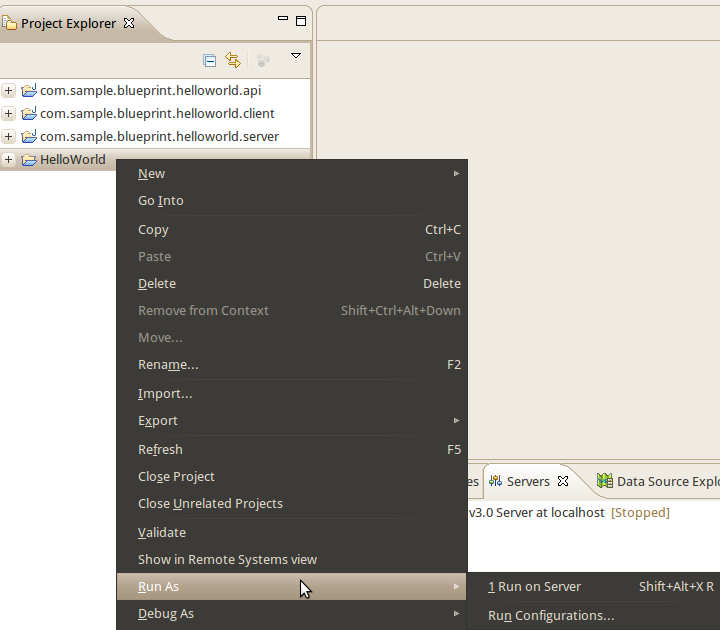 Project Explorer
com.sample.blueprint.helloworld.api
com.sample.blueprint.helloworld.client
com.sample.blueprint.helloworld.server
HelloWorld
New
Go Into
Copy Ctrl+C
Paste Ctrl+V
Delete Delete
Remove from Context Shift+Ctrl+Alt+Down
Move...
Rename... F2
Import...
Export
Refresh F5
Close Project
Close Unrelated Projects
Validate
Show in Remote Systems view
Run As
Debug As
es Servers Data Source Explo
v3.0 Server at localhost [Stopped]
1 Run on Server Shift+Alt+X R
Run Configurations...